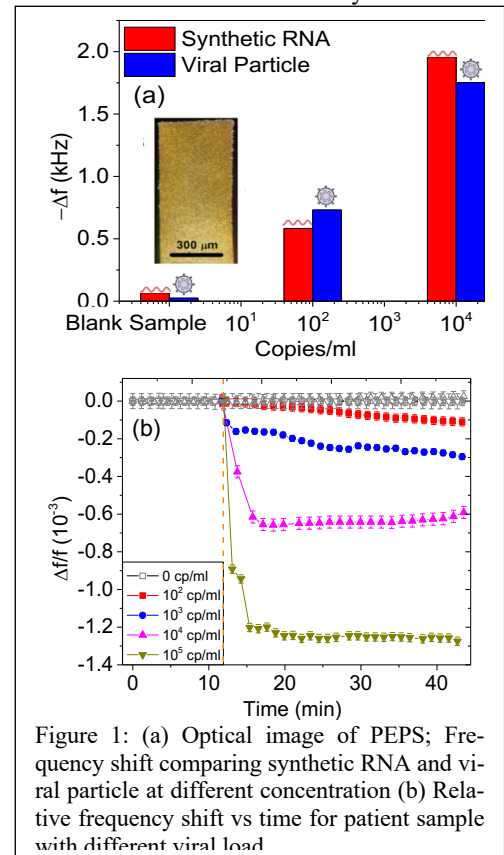 Synthetic RNA
Viral Particle
(a)
2.0
1.5
1.0
0.5
0.0
−Δf (kHz)
300 μm
Blank Sample 10¹ 10² 10³ 10⁴
Copies/ml
(b)
0.0
-0.2
-0.4
-0.6
-0.8
-1.0
-1.2
-1.4
Δf/f (10⁻³)
0 cp/ml
10² cp/ml
10³ cp/ml
10⁴ cp/ml
10⁵ cp/ml
0 10 20 30 40
Time (min)
Figure 1: (a) Optical image of PEPS; Fre-
quency shift comparing synthetic RNA and vi-
ral particle at different concentration (b) Rela-
tive frequency shift vs time for patient sample
with different viral load